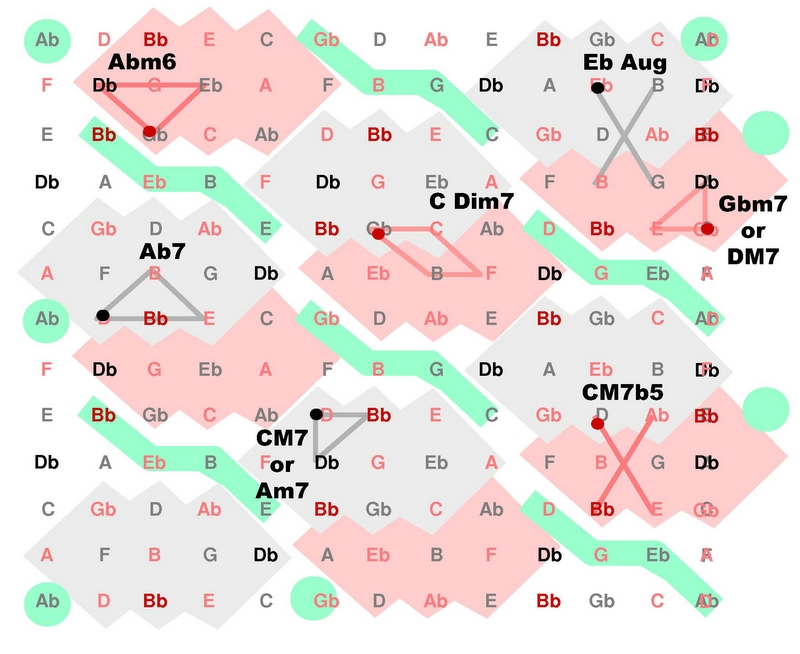 Ab D Bb E C Gb D Ab E Bb Gb C Ab
Abm6 Eb Aug
F Db G Eb A F B G Db A Eb B Db
E Bb Gb C Ab D Bb E C Gb D Ab Bb
Db A Eb B F Db G Eb A F B G Db
C Dim7
Gbm7
or
DM7
C Gb D Ab E Bb Gb C Ab D Bb E Gb
Ab7
A F B G Db A Eb B F Db G Eb A
Ab D Bb E C Gb D Ab E Bb Gb C Ab
F Db G Eb A F B G Db A Eb B Db
CM7b5
E Bb Gb C Ab D Bb E C Gb D Ab Bb
CM7
or
Am7
Db A Eb B F Db G Eb A F B G Db
C Gb D Ab E Bb Gb C Ab D Bb E Gb
A F B G Db A Eb B F Db G Eb A
Ab D Bb E C Gb D Ab E Bb Gb C Ab